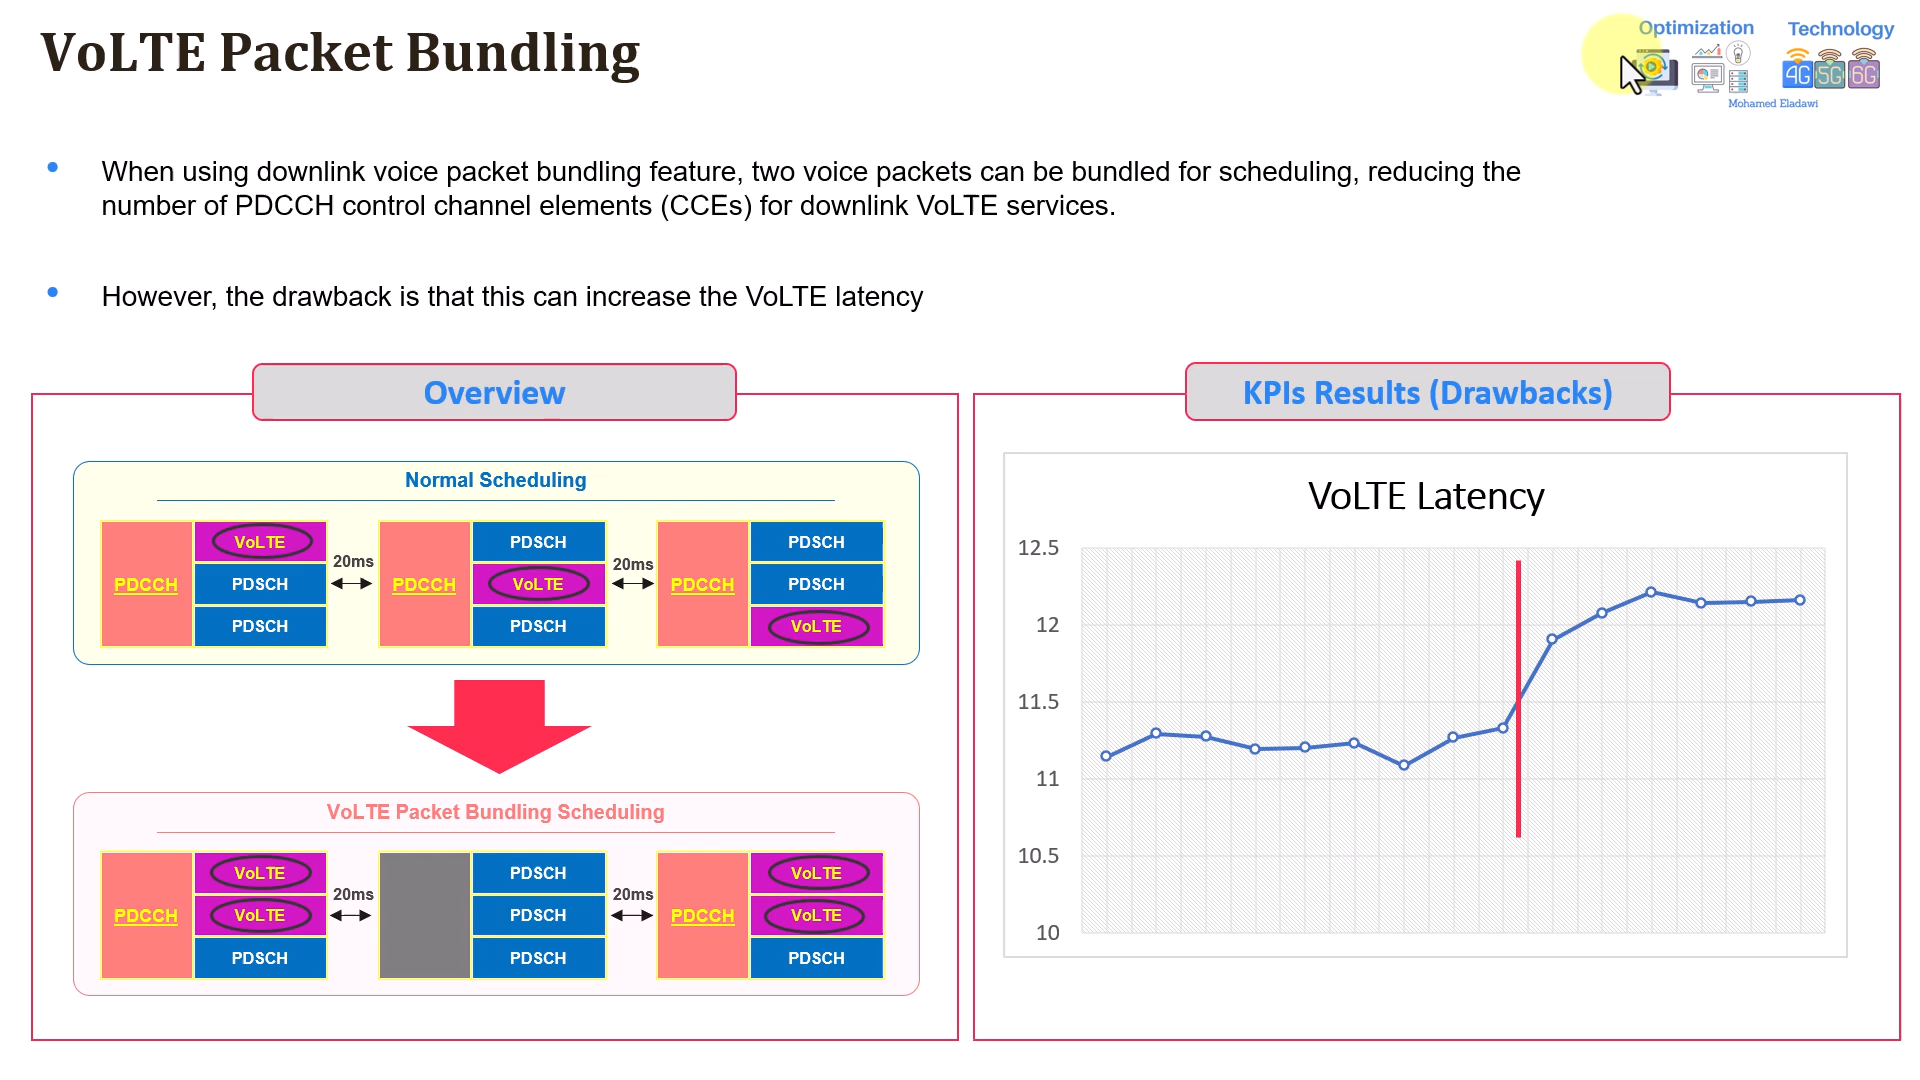 VoLTE Packet Bundling
Optimization
Technology
4G 5G 6G
Mohamed Eladawi
When using downlink voice packet bundling feature, two voice packets can be bundled for scheduling, reducing the
number of PDCCH control channel elements (CCEs) for downlink VoLTE services.
However, the drawback is that this can increase the VoLTE latency
Overview
Normal Scheduling
PDCCH
VoLTE
PDSCH
PDSCH
20ms
PDCCH
PDSCH
VoLTE
PDSCH
20ms
PDCCH
PDSCH
PDSCH
VoLTE
VoLTE Packet Bundling Scheduling
PDCCH
VoLTE
VoLTE
PDSCH
20ms
PDSCH
PDSCH
PDSCH
20ms
PDCCH
VoLTE
VoLTE
PDSCH
KPIs Results (Drawbacks)
VoLTE Latency
12.5
12
11.5
11
10.5
10